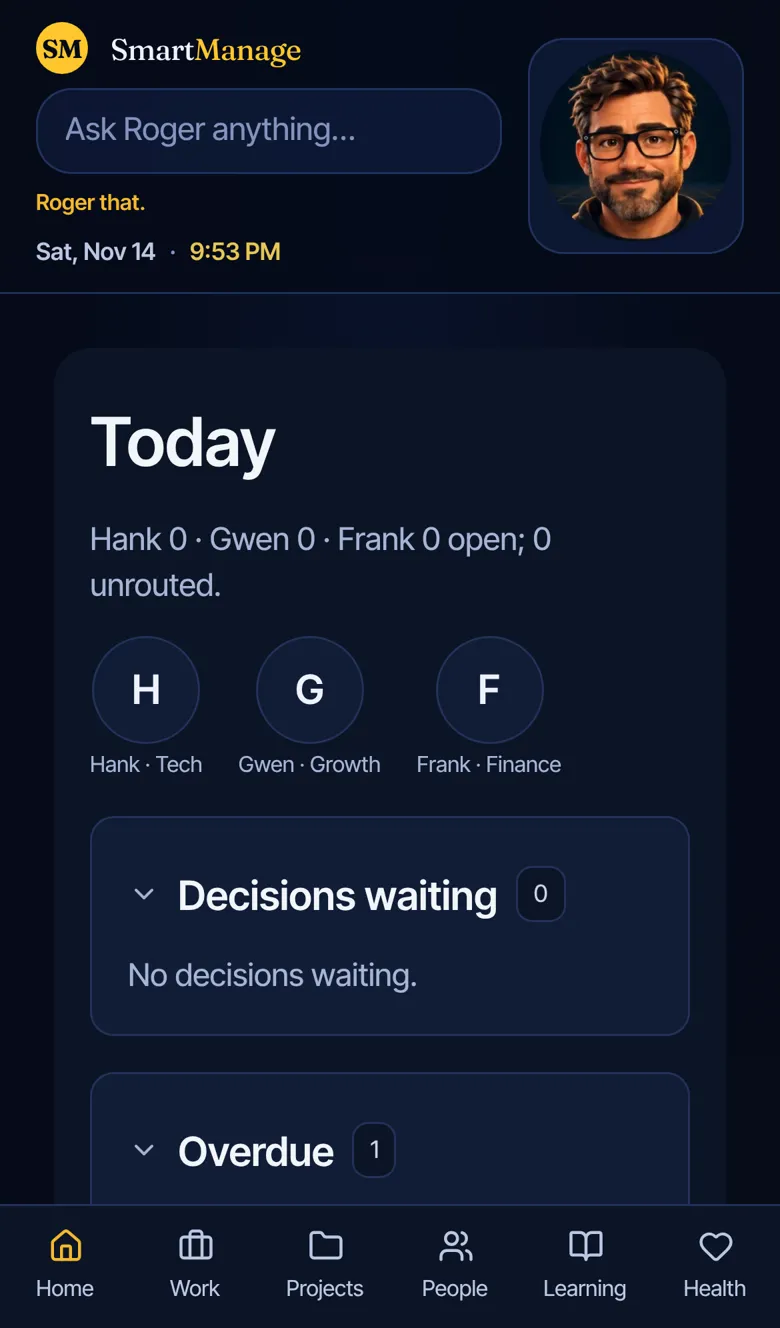 SM SmartManage
Ask Roger anything...
Roger that.
Sat, Nov 14 · 9:53 PM
Today
Hank 0 · Gwen 0 · Frank 0 open; 0
unrouted.
H G F
Hank · Tech Gwen · Growth Frank · Finance
Decisions waiting 0
No decisions waiting.
Overdue 1
Home Work Projects People Learning Health